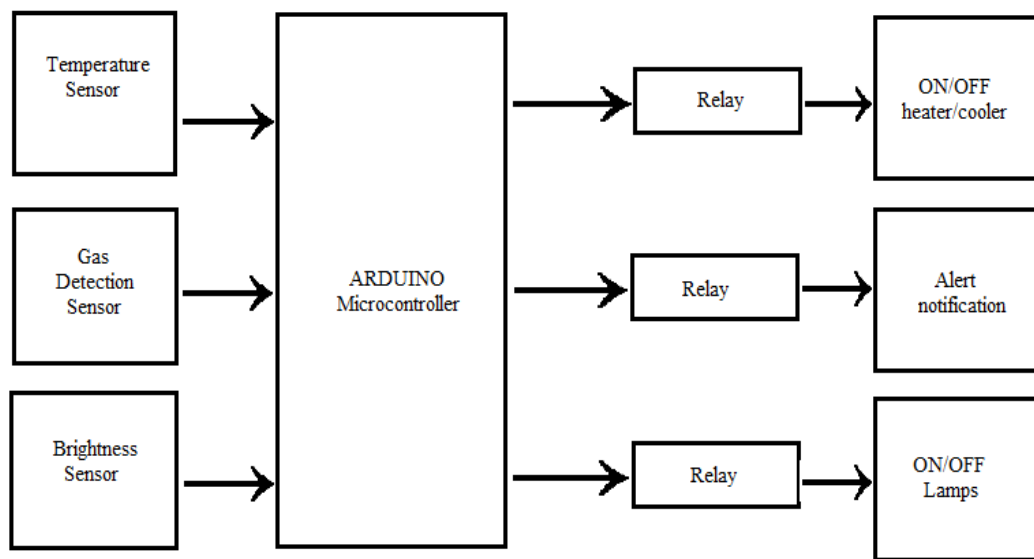 Temperature
Sensor
Gas
Detection
Sensor
Brightness
Sensor
ARDUINO
Microcontroller
Relay
Relay
Relay
ON/OFF
heater/cooler
Alert
notification
ON/OFF
Lamps